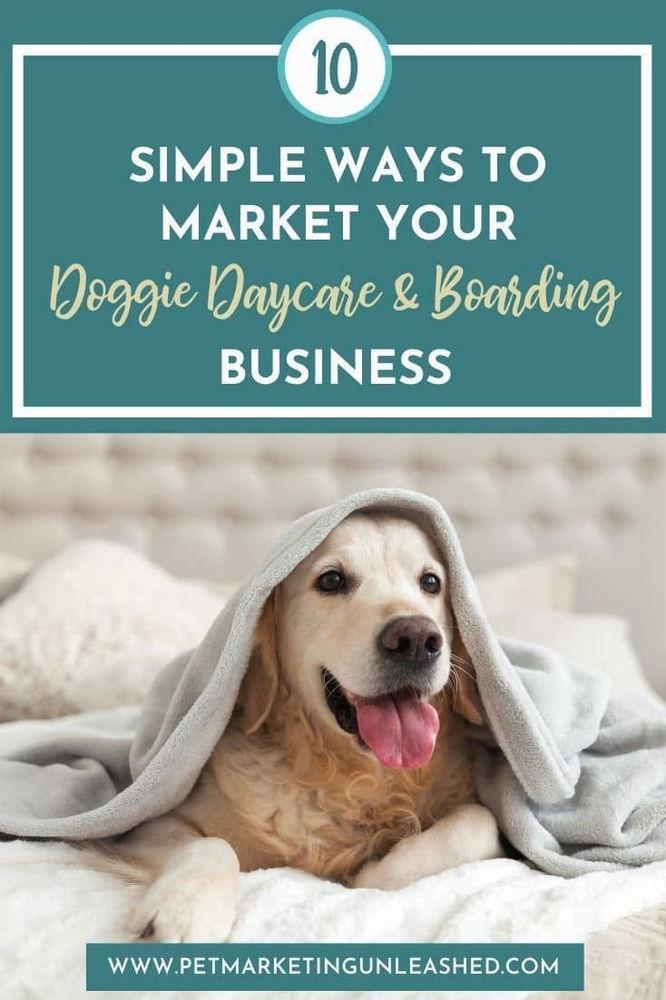 10
SIMPLE WAYS TO
MARKET YOUR
Doggie Daycare & Boarding
BUSINESS
WWW.PETMARKETINGUNLEASHED.COM